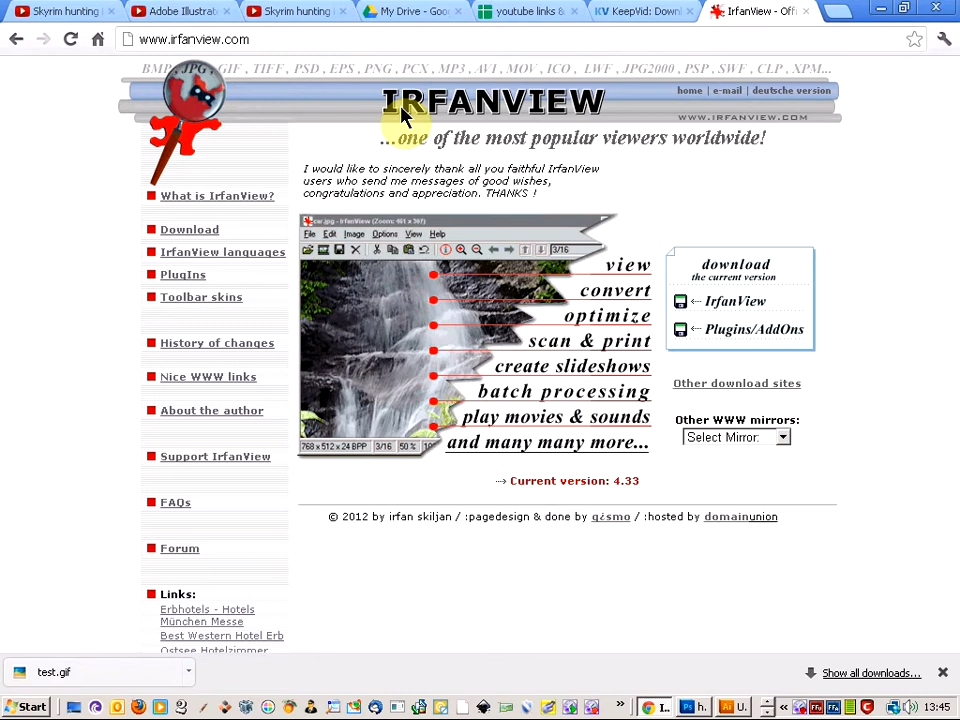 Skyrim hunting
Adobe Illustrat
Skyrim hunting
My Drive - Goo
youtube links &
KeepVid: Down
IrfanView - Offi
www.irfanview.com
BMP, JPG, GIF, TIFF, PSD, EPS, PNG, PCX, MP3, AVI, MOV, ICO, LWF, JPG2000, PSP, SWF, CLP, XPM...
IRFANVIEW
home | e-mail | deutsche version
WWW.IRFANVIEW.COM
...one of the most popular viewers worldwide!
I would like to sincerely thank all you faithful IrfanView
users who send me messages of good wishes,
congratulations and appreciation. THANKS !
What is IrfanView?
Download
IrfanView languages
PlugIns
Toolbar skins
History of changes
Nice WWW links
About the author
Support IrfanView
FAQs
Forum
Links:
Erbhotels - Hotels
München Messe
Best Western Hotel Erb
Ostsee Hotelzimmer
car.jpg - IrfanView (Zoom: 461 x 307)
File Edit Image Options View Help
3/16
view
convert
optimize
scan & print
create slideshows
batch processing
play movies & sounds
and many many more...
768 x 512 x 24 BPP 3/16 50 %
download
the current version
IrfanView
Plugins/AddOns
Other download sites
Other WWW mirrors:
Select Mirror:
Current version: 4.33
© 2012 by irfan skiljan / :pagedesign & done by g¿smo / :hosted by domainunion
test.gif
Show all downloads...
Start
I..
h.
U.
13:45